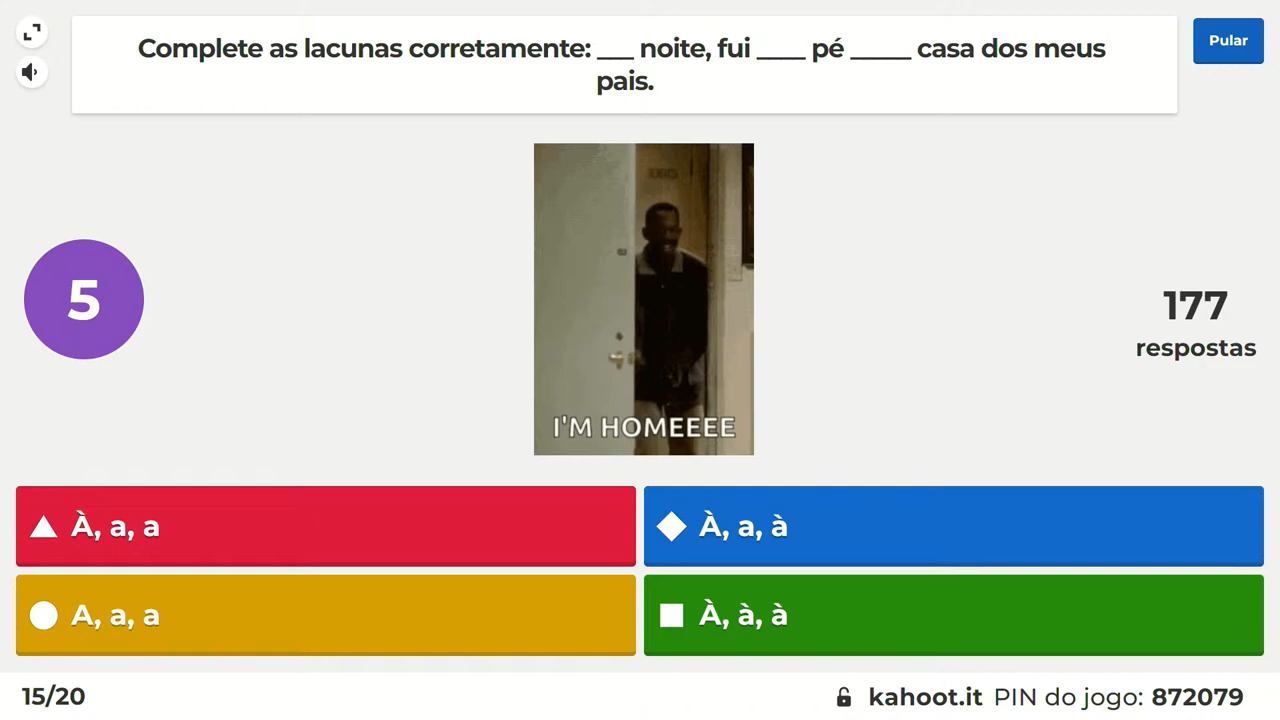 Complete as lacunas corretamente: ___ noite, fui ____ pé _____ casa dos meus
pais.
Pular
5
177
respostas
I'M HOMEEEE
À, a, a
À, a, à
A, a, a
À, à, à
15/20
kahoot.it PIN do jogo: 872079